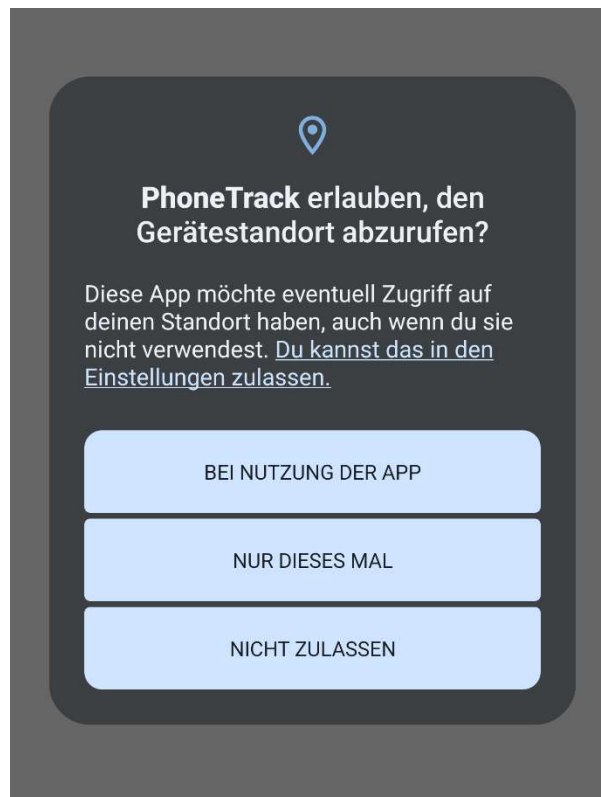 PhoneTrack erlauben, den
Gerätestandort abzurufen?
Diese App möchte eventuell Zugriff auf
deinen Standort haben, auch wenn du sie
nicht verwendest. Du kannst das in den
Einstellungen zulassen.
BEI NUTZUNG DER APP
NUR DIESES MAL
NICHT ZULASSEN